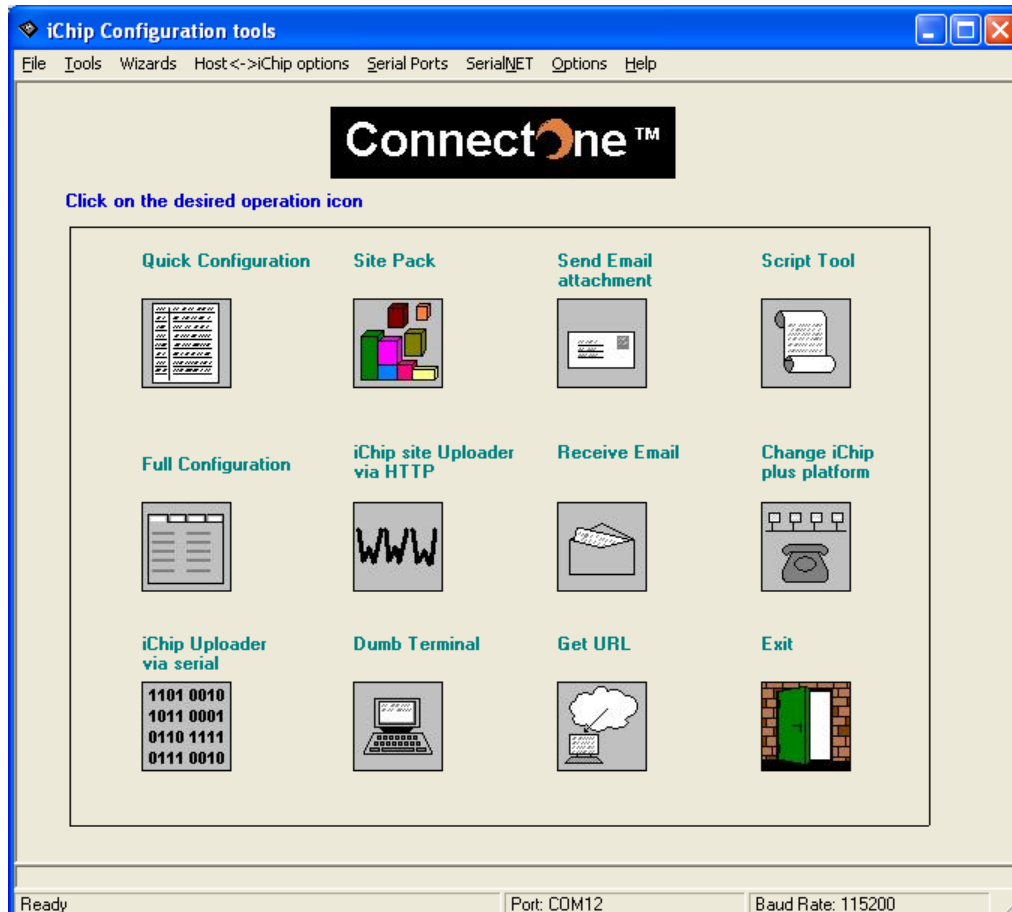 iChip Configuration tools
File Tools Wizards Host<->iChip options Serial Ports SerialNET Options Help
ConnectOne™
Click on the desired operation icon
Quick Configuration
Site Pack
Send Email
attachment
Script Tool
Full Configuration
iChip site Uploader
via HTTP
WWW
Receive Email
Change iChip
plus platform
iChip Uploader
via serial
1101 0010
1011 0001
0110 1111
0111 0010
Dumb Terminal
Get URL
Exit
Ready Port: COM12 Baud Rate: 115200